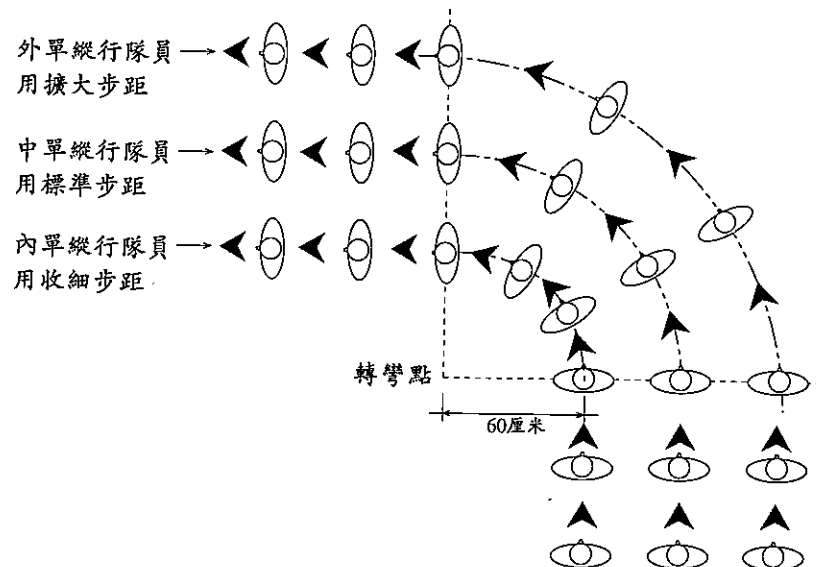 外單縱行隊員
用擴大步距
中單縱行隊員
用標準步距
內單縱行隊員
用收細步距
轉彎點
60厘米